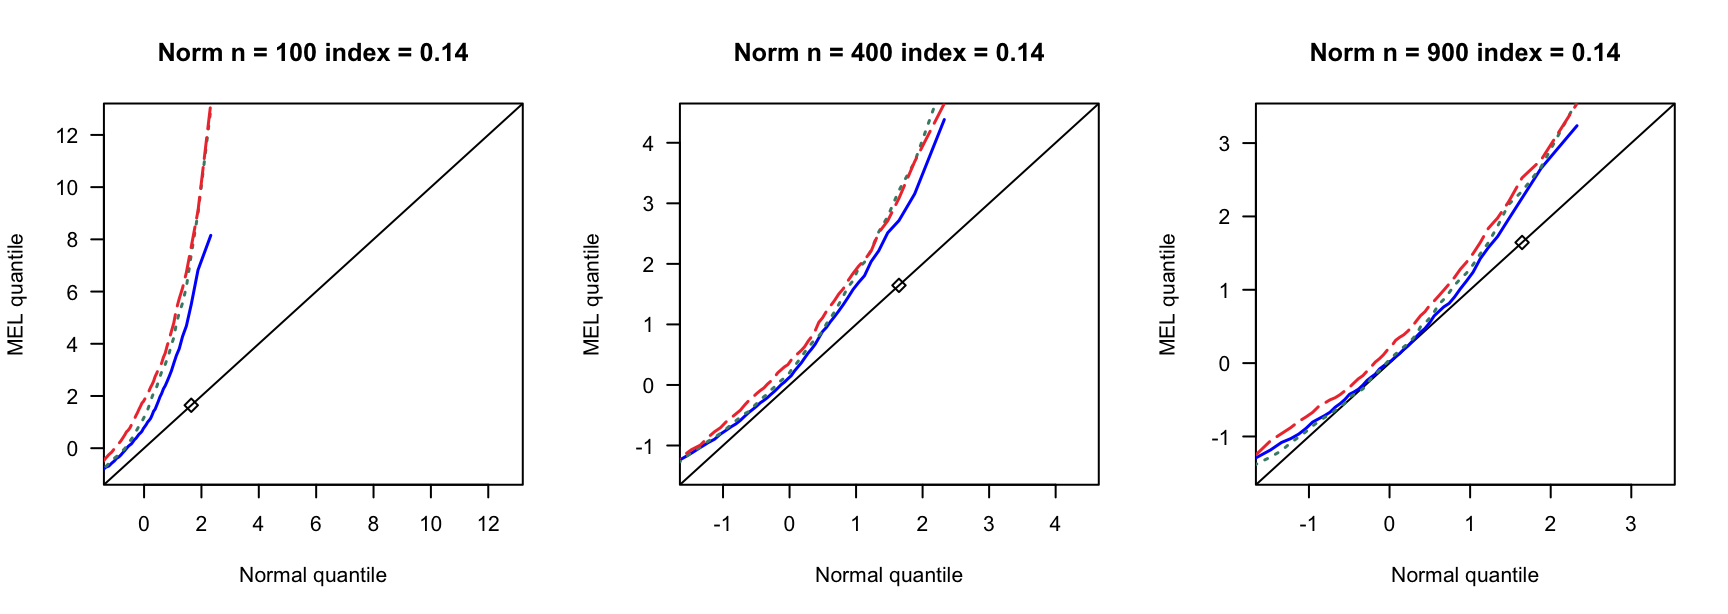 Norm n = 100 index = 0.14
MEL quantile
12
10
8
6
4
2
0
0 2 4 6 8 10 12
Normal quantile
Norm n = 400 index = 0.14
MEL quantile
4
3
2
1
0
-1
-1 0 1 2 3 4
Normal quantile
Norm n = 900 index = 0.14
MEL quantile
3
2
1
0
-1
-1 0 1 2 3
Normal quantile